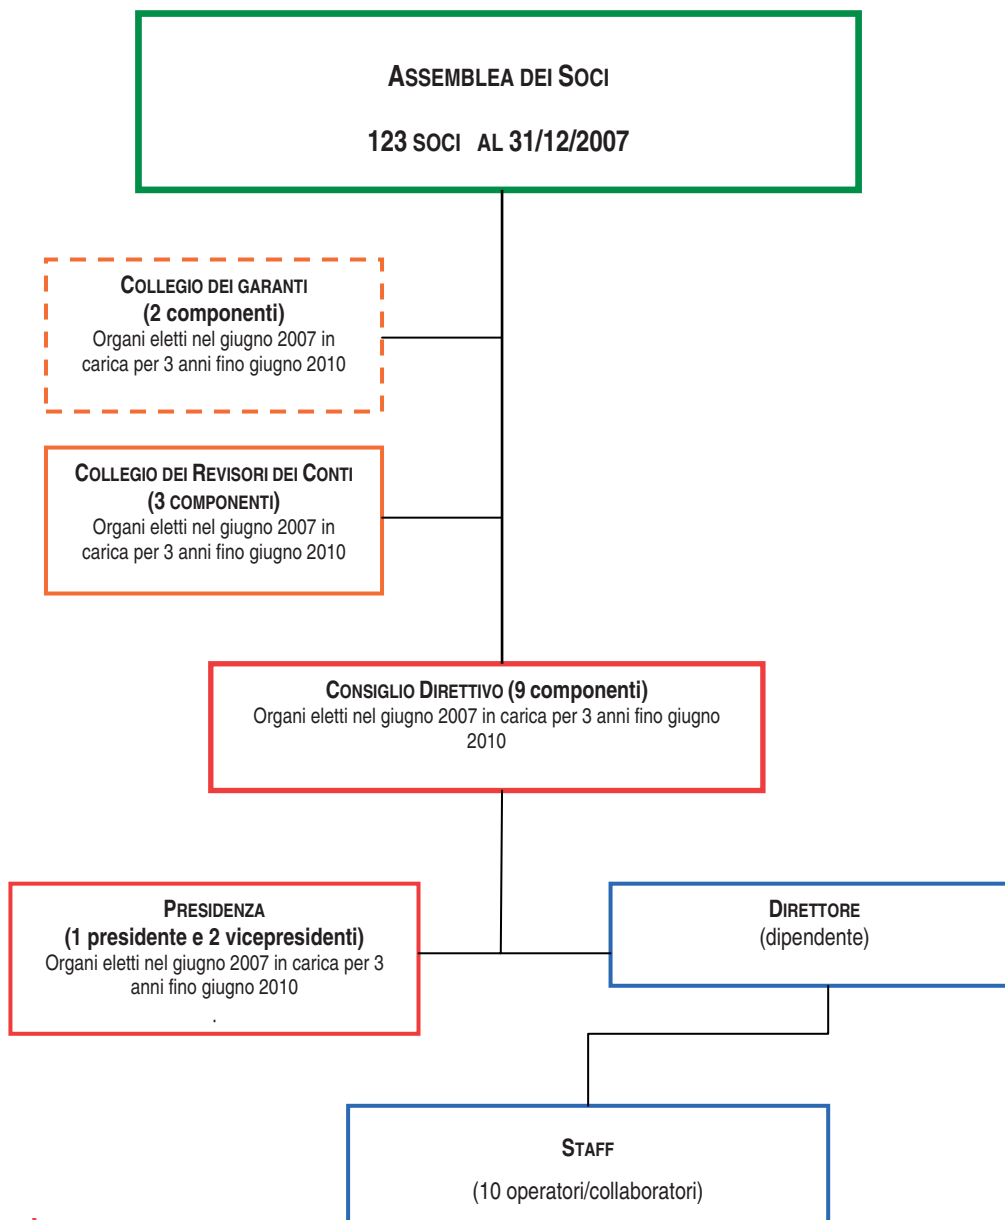 ASSEMBLEA DEI SOCI
123 SOCI AL 31/12/2007
COLLEGIO DEI GARANTI
(2 componenti)
Organi eletti nel giugno 2007 in
carica per 3 anni fino giugno 2010
COLLEGIO DEI REVISORI DEI CONTI
(3 COMPONENTI)
Organi eletti nel giugno 2007 in
carica per 3 anni fino giugno 2010
CONSIGLIO DIRETTIVO (9 componenti)
Organi eletti nel giugno 2007 in carica per 3 anni fino giugno
2010
PRESIDENZA
(1 presidente e 2 vicepresidenti)
Organi eletti nel giugno 2007 in carica per 3
anni fino giugno 2010
.
DIRETTORE
(dipendente)
STAFF
(10 operatori/collaboratori)